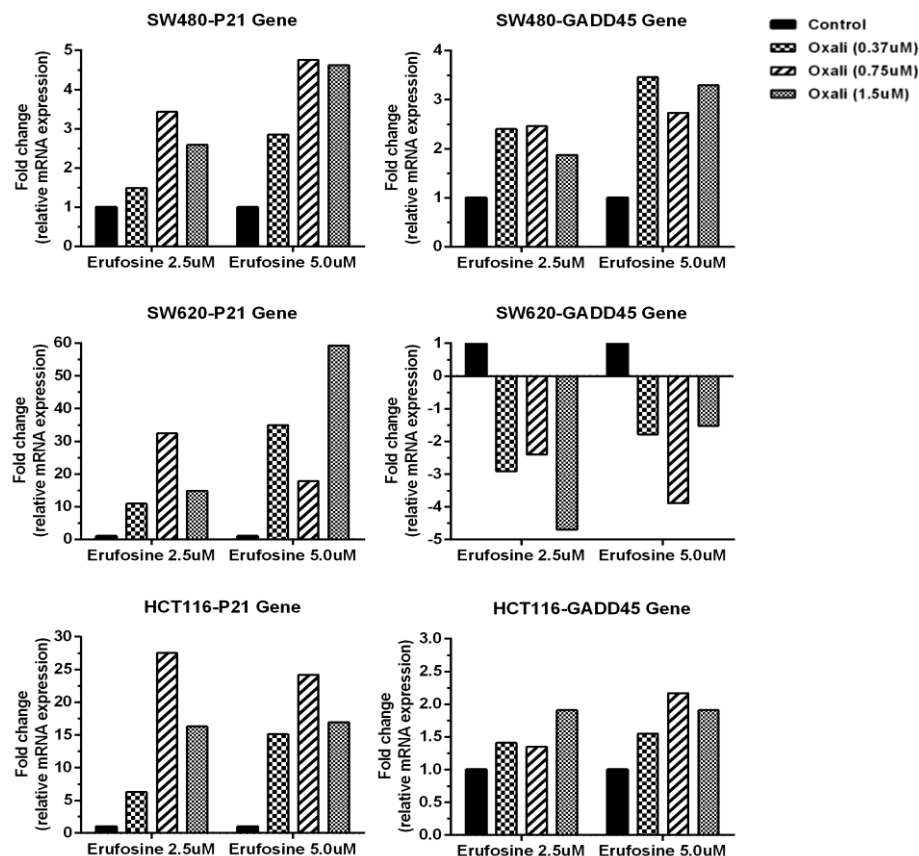 SW480-P21 Gene
Fold change
(relative mRNA expression)
5
4
3
2
1
0
Erufosine 2.5uM Erufosine 5.0uM
SW480-GADD45 Gene
Fold change
(relative mRNA expression)
4
3
2
1
0
Erufosine 2.5uM Erufosine 5.0uM
Control
Oxali (0.37uM)
Oxali (0.75uM)
Oxali (1.5uM)
SW620-P21 Gene
Fold change
(relative mRNA expression)
60
50
40
30
20
10
0
Erufosine 2.5uM Erufosine 5.0uM
SW620-GADD45 Gene
Fold change
(relative mRNA expression)
1
0
-1
-2
-3
-4
-5
Erufosine 2.5uM Erufosine 5.0uM
HCT116-P21 Gene
Fold change
(relative mRNA expression)
30
25
20
15
10
5
0
Erufosine 2.5uM Erufosine 5.0uM
HCT116-GADD45 Gene
Fold change
(relative mRNA expression)
3.0
2.5
2.0
1.5
1.0
0.5
0.0
Erufosine 2.5uM Erufosine 5.0uM